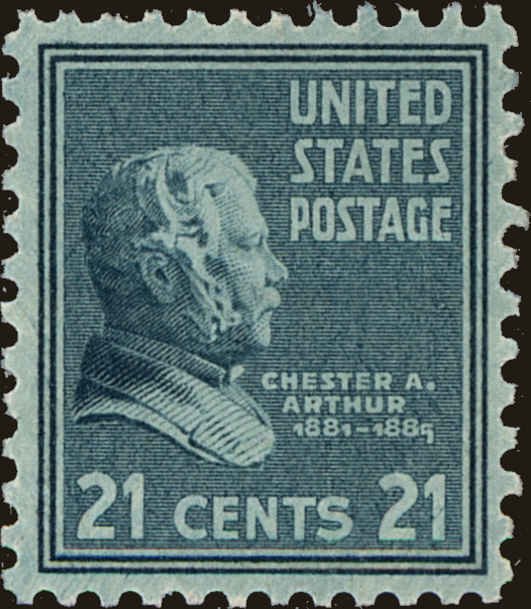 UNITED
STATES
POSTAGE
CHESTER A.
ARTHUR
1881-1885
21 CENTS 21